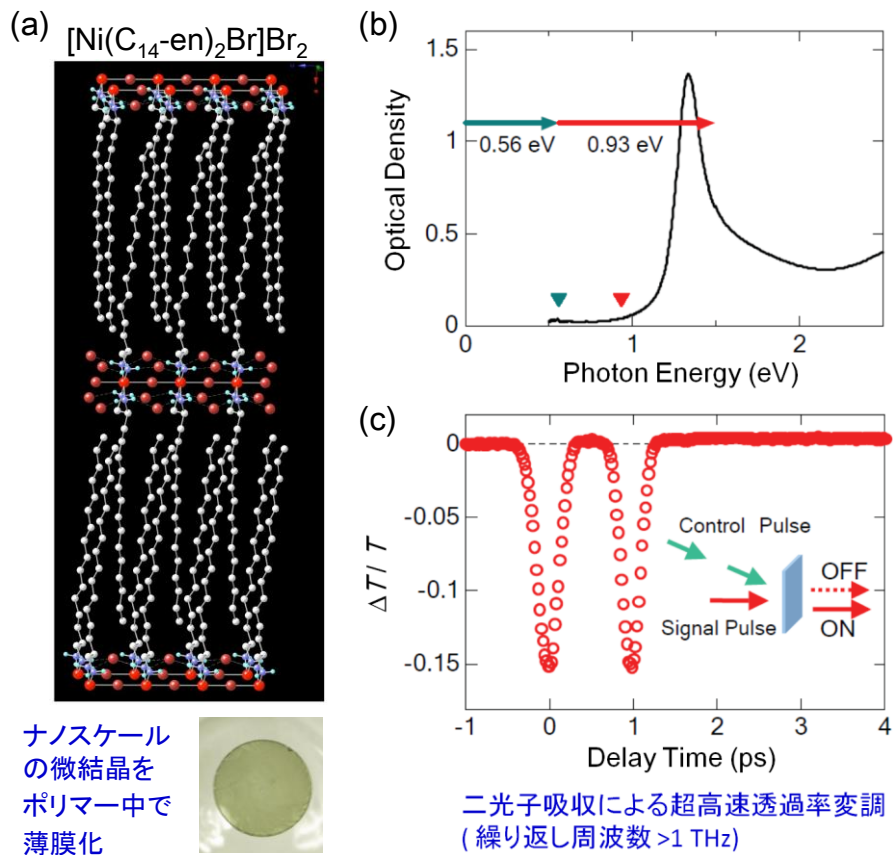 (a)
[Ni(C₁₄-en)₂Br]Br₂
ナノスケール
の微結晶を
ポリマー中で
薄膜化
(b)
1.5
1
0.5
0
Optical Density
0.56 eV
0.93 eV
0
1
2
Photon Energy (eV)
(c)
0
-0.05
-0.1
-0.15
ΔT / T
Control Pulse
Signal Pulse
OFF
ON
-1
0
1
2
3
4
Delay Time (ps)
二光子吸収による超高速透過率変調
( 繰り返し周波数 >1 THz)